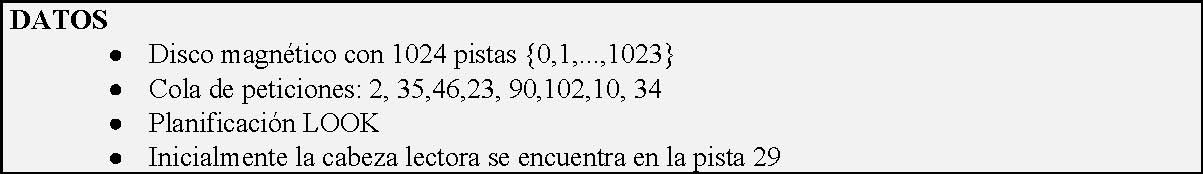 DATOS
● Disco magnético con 1024 pistas {0,1,...,1023}
● Cola de peticiones: 2, 35,46,23, 90,102,10, 34
● Planificación LOOK
● Inicialmente la cabeza lectora se encuentra en la pista 29